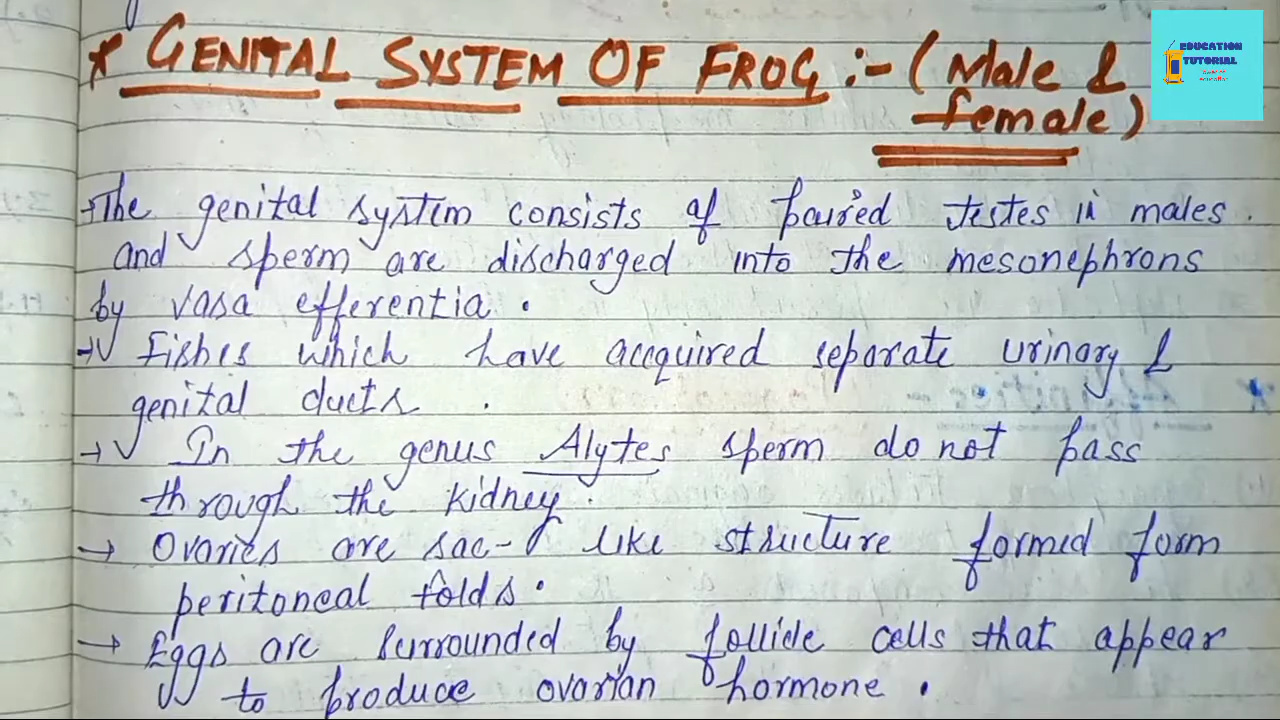 * GENITAL SYSTEM OF FROG :- ( Male &
female )
EDUCATION
TUTORIAL
→ The genital system consists of paired testes in males .
and sperm are discharged into the mesonephrons
by vasa efferentia .
→ Fishes which have accquired separate urinary &
genital ducts .
→ In the genus Alytes sperm do not pass
through the kidney .
→ Ovaries are sac- like structure formed form
peritoneal folds .
→ Eggs are surrounded by follicle cells that appear
to produce ovarian hormone .